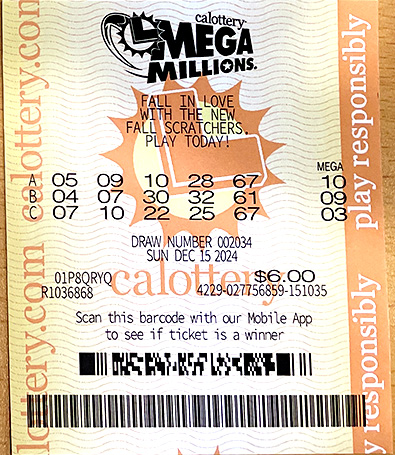 calottery
MEGA
MILLIONS.
FALL IN LOVE
WITH THE NEW
FALL SCRATCHERS.
PLAY TODAY!
MEGA
A 05 09 10 28 67 10
B 04 07 30 32 61 09
C 07 10 22 25 67 03
DRAW NUMBER 002034
SUN DEC 15 2024
01P8QRYQ $6.00
R1036868 4229-027756859-151035
calottery
Scan this barcode with our Mobile App
to see if ticket is a winner
lottery.com calottery.com
play responsibly
y responsibly